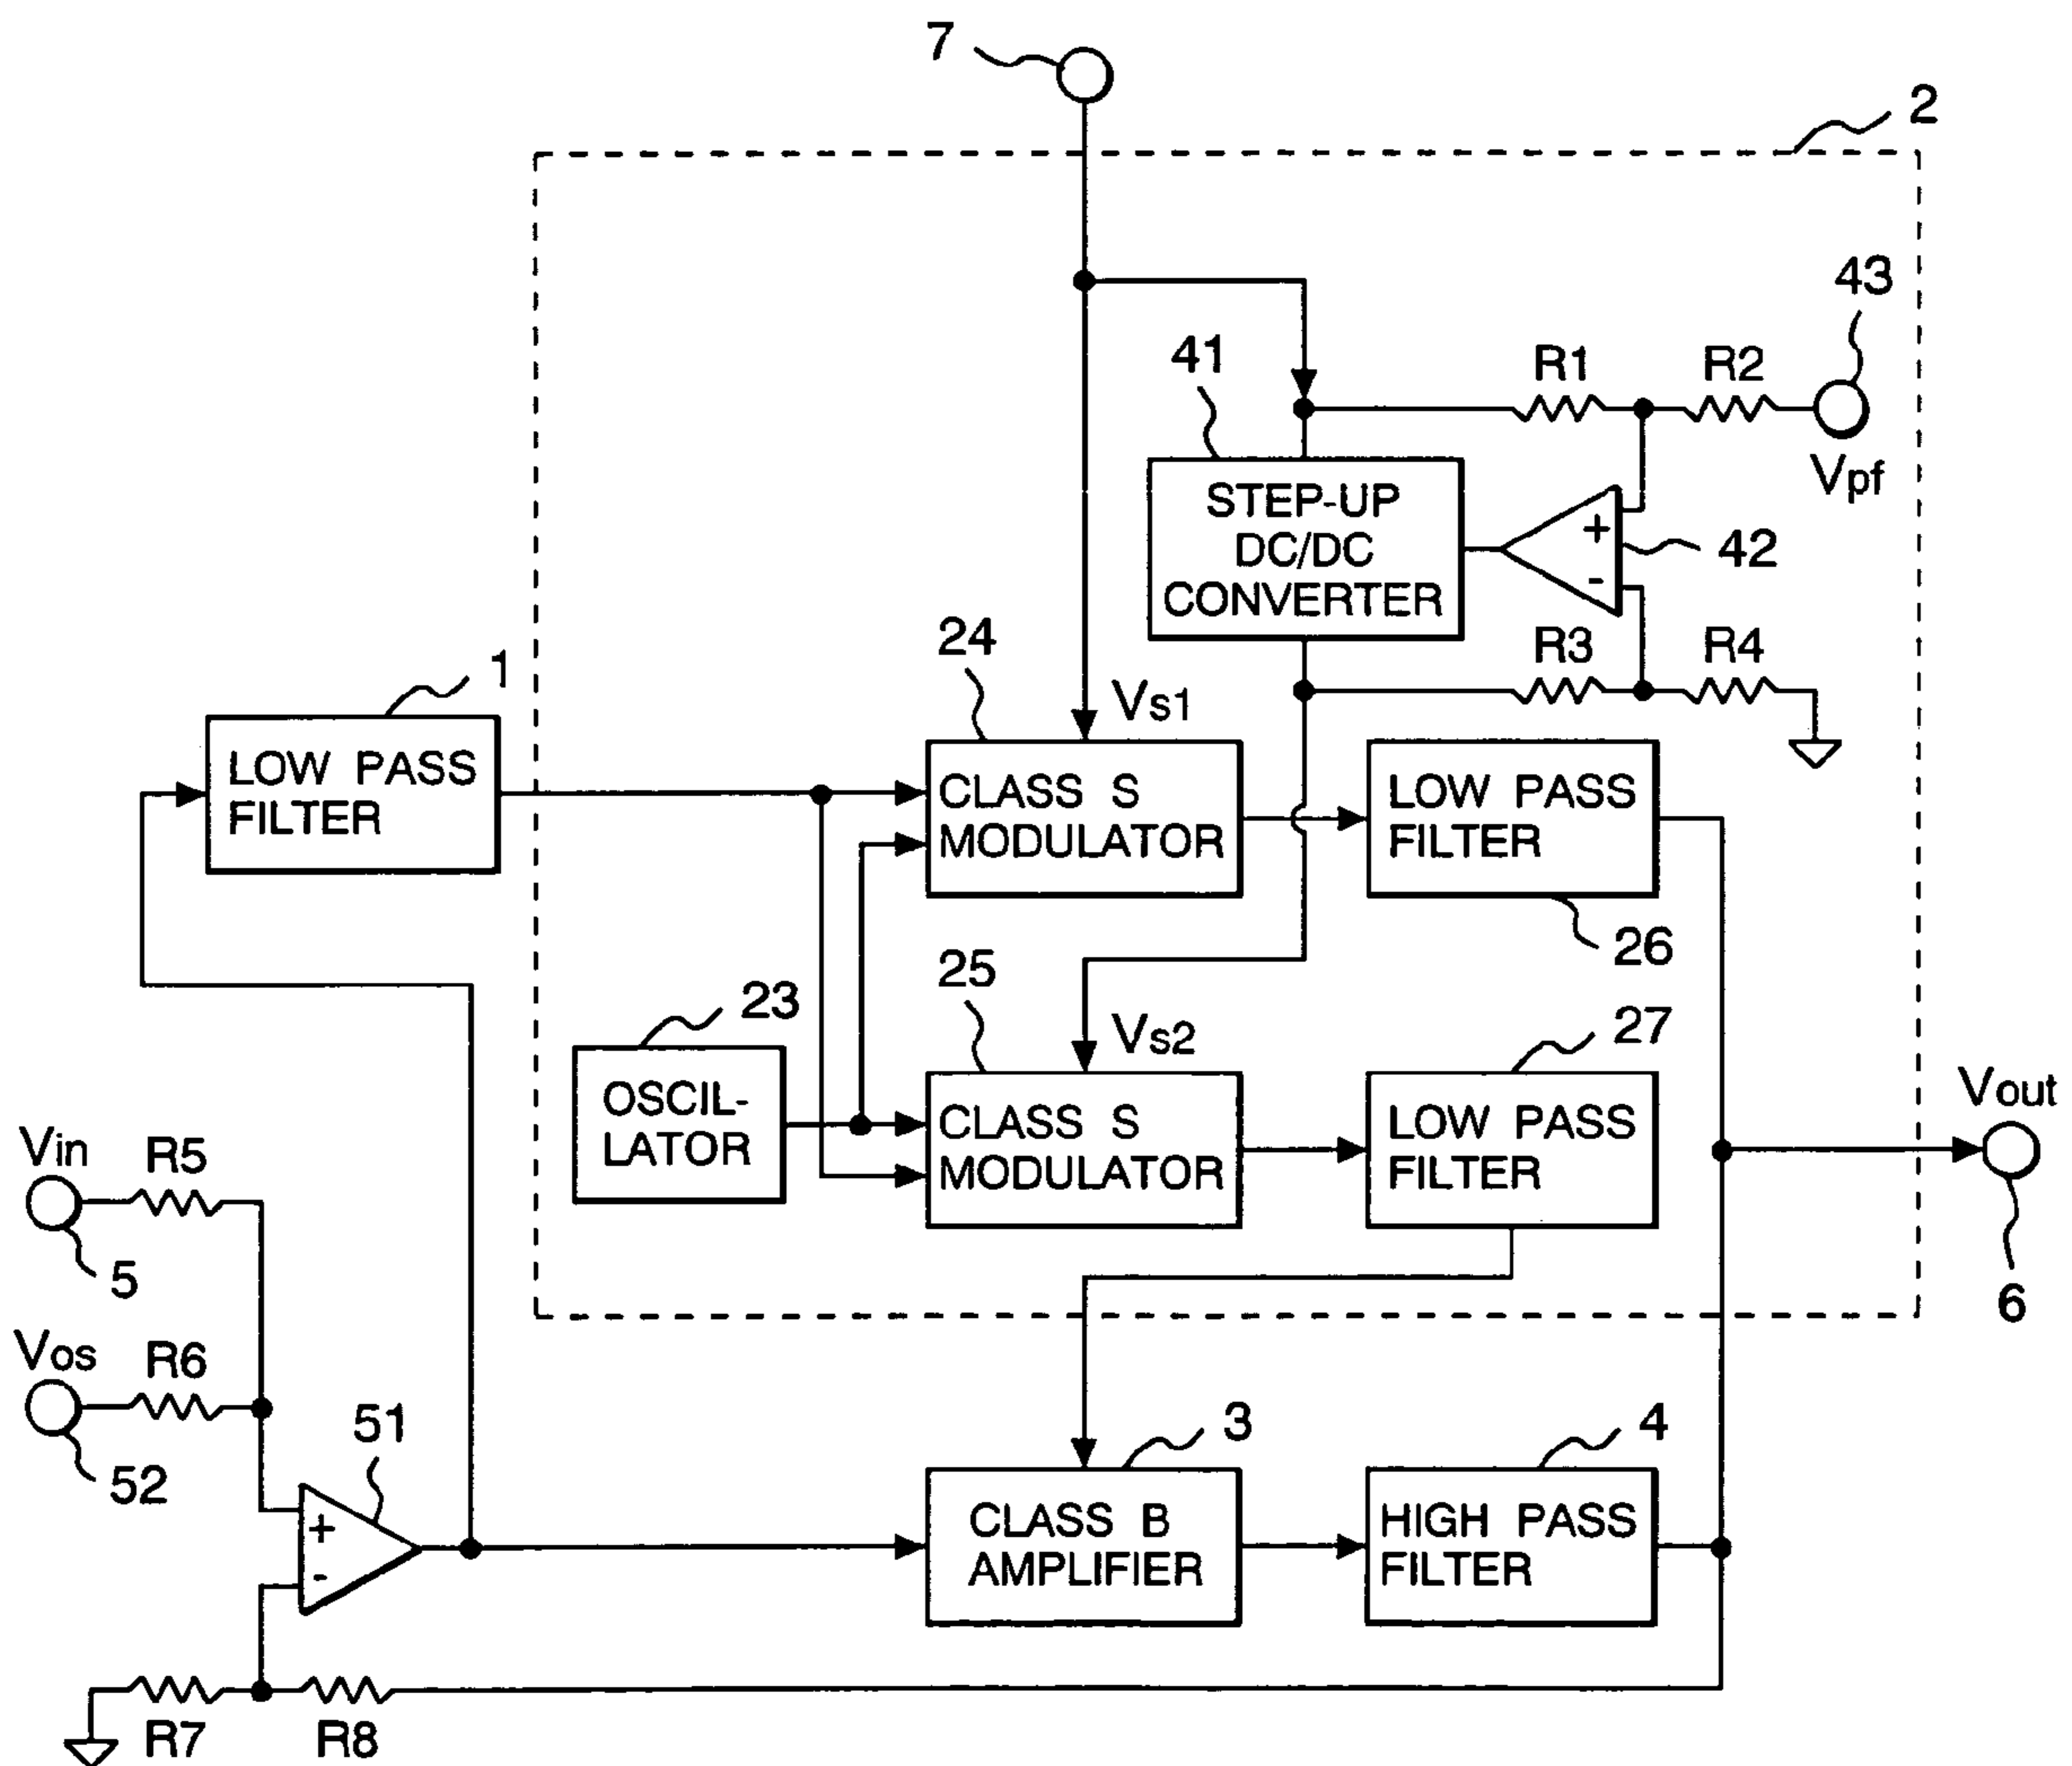 7
2
43
41
R1
R2
Vpf
STEP-UP
DC/DC
CONVERTER
+
-
42
24
R3
R4
1
Vs1
LOW PASS
FILTER
CLASS S
MODULATOR
LOW PASS
FILTER
26
25
23
27
Vs2
OSCIL-
LATOR
CLASS S
MODULATOR
LOW PASS
FILTER
Vout
Vin
R5
5
6
Vos
R6
51
3
4
52
+
-
CLASS B
AMPLIFIER
HIGH PASS
FILTER
R7
R8